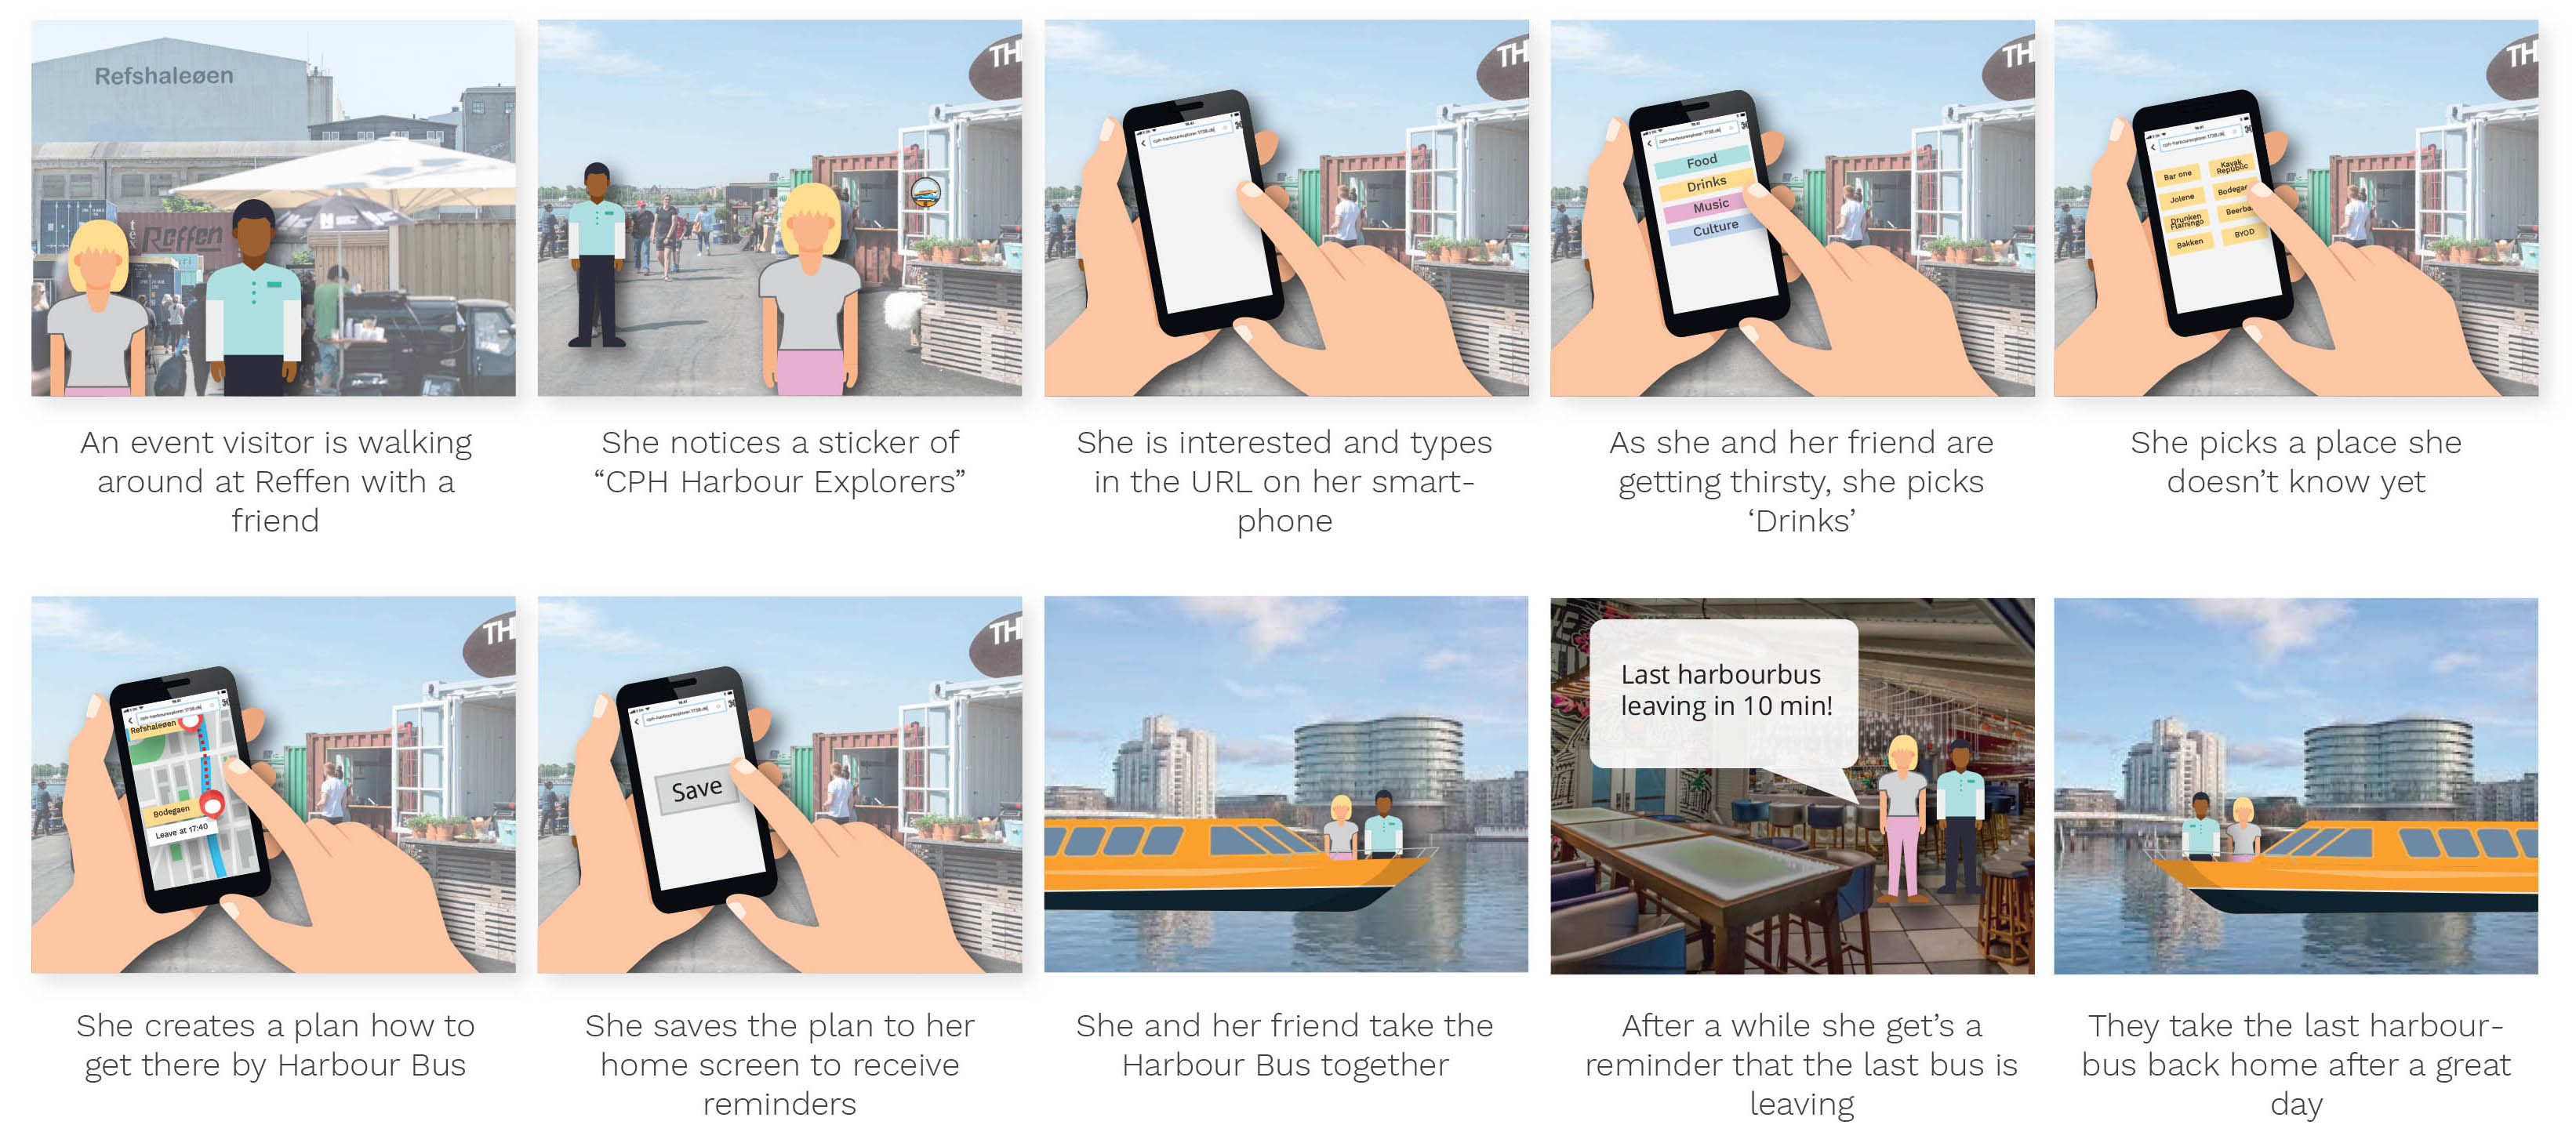 Refshaleøen
Reffen
An event visitor is walking
around at Reffen with a
friend
TH
She notices a sticker of
“CPH Harbour Explorers”
TH
She is interested and types
in the URL on her smart-
phone
TH
Food
Drinks
Music
Culture
As she and her friend are
getting thirsty, she picks
‘Drinks’
TH
Bar one
Kayak
Republic
Jolene
Bodegae
Drunken
Flamingo
Beerba
Bakken
BYOD
She picks a place she
doesn’t know yet
TH
Refshaleøen
Bodegaen
Leave at 17:40
She creates a plan how to
get there by Harbour Bus
TH
Save
She saves the plan to her
home screen to receive
reminders
She and her friend take the
Harbour Bus together
Last harbourbus
leaving in 10 min!
After a while she get’s a
reminder that the last bus is
leaving
They take the last harbour-
bus back home after a great
day